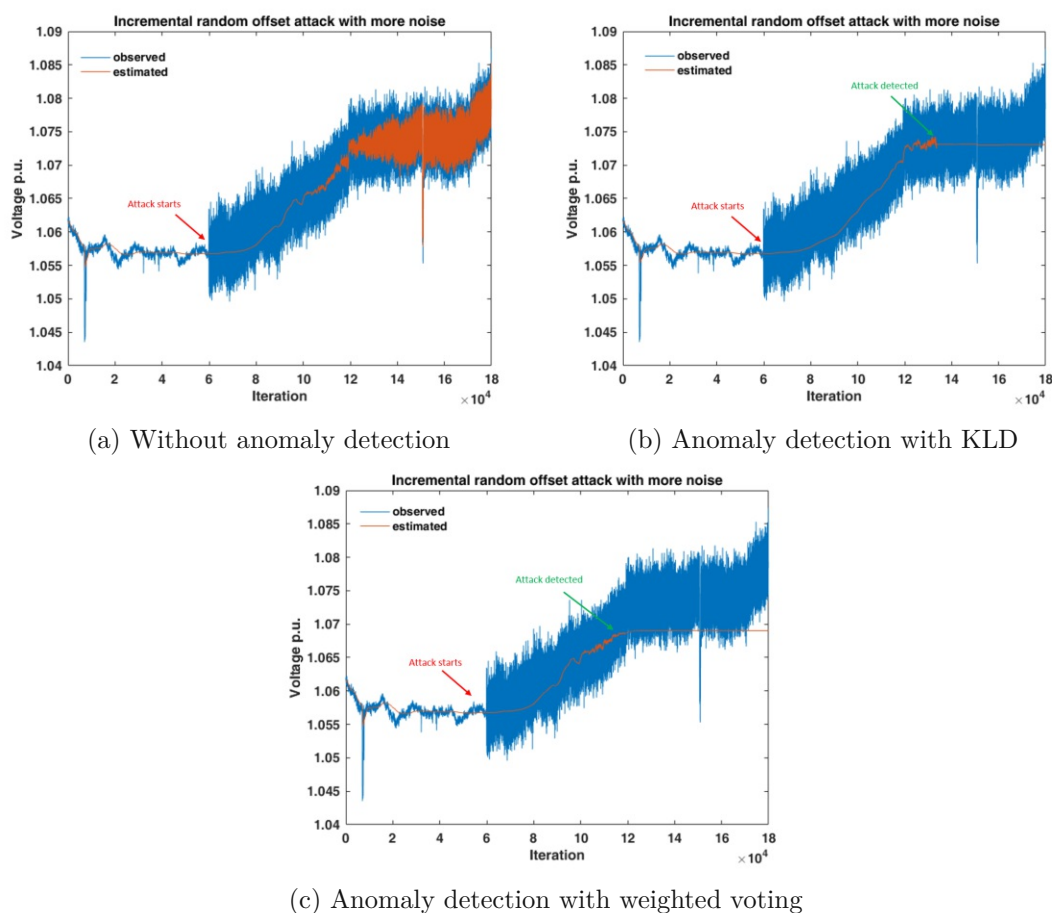 Incremental random offset attack with more noise
observed
estimated
Attack starts
Voltage p.u.
1.09
1.085
1.08
1.075
1.07
1.065
1.06
1.055
1.05
1.045
1.04
0 2 4 6 8 10 12 14 16 18
Iteration
×10⁴
(a) Without anomaly detection
Incremental random offset attack with more noise
observed
estimated
Attack detected
Attack starts
Voltage p.u.
1.09
1.085
1.08
1.075
1.07
1.065
1.06
1.055
1.05
1.045
1.04
0 2 4 6 8 10 12 14 16 18
Iteration
×10⁴
(b) Anomaly detection with KLD
Incremental random offset attack with more noise
observed
estimated
Attack detected
Attack starts
Voltage p.u.
1.09
1.085
1.08
1.075
1.07
1.065
1.06
1.055
1.05
1.045
1.04
0 2 4 6 8 10 12 14 16 18
Iteration
×10⁴
(c) Anomaly detection with weighted voting